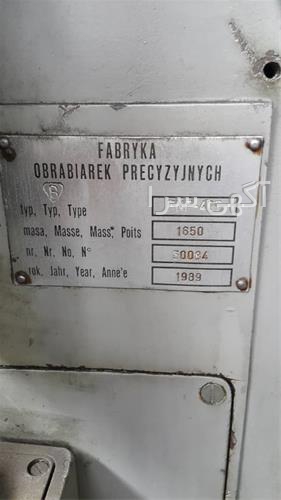 FABRYKA
OBRABIAREK PRECYZYJNYCH
typ, Typ, Type
masa, Masse, Mass, Poits 1650
nr, Nr, No, N° 50034
rok, Jahr, Year, Anne'e 1989